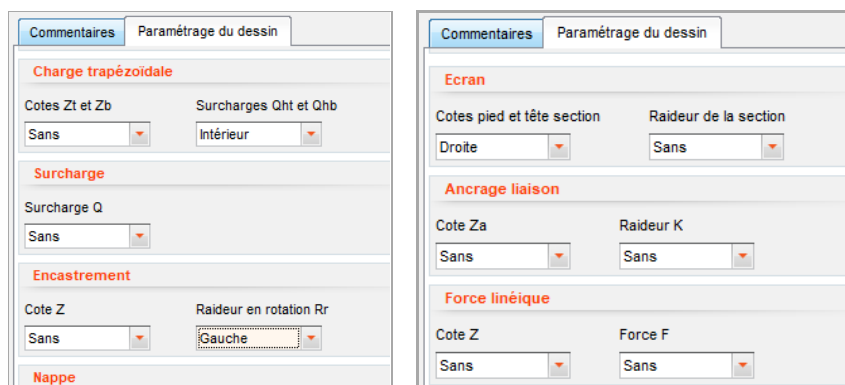 Commentaires Paramétrage du dessin
Charge trapézoïdale
Cotes Zt et Zb Surcharges Qht et Qhb
Sans Intérieur
Surcharge
Surcharge Q
Sans
Encastrement
Cote Z Raideur en rotation Rr
Sans Gauche
Nappe
Commentaires Paramétrage du dessin
Ecran
Cotes pied et tête section Raideur de la section
Droite Sans
Ancrage liaison
Cote Za Raideur K
Sans Sans
Force linéique
Cote Z Force F
Sans Sans